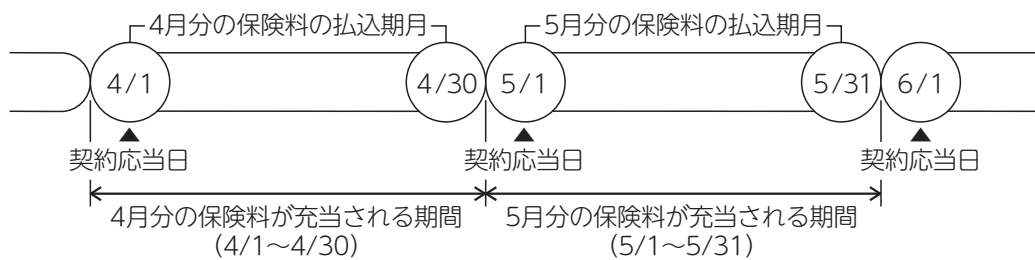 4月分の保険料の払込期月 5月分の保険料の払込期月
4/1 4/30 5/1 5/31 6/1
▲ ▲ ▲
契約応当日 契約応当日 契約応当日
4月分の保険料が充当される期間 5月分の保険料が充当される期間
(4/1～4/30) (5/1～5/31)